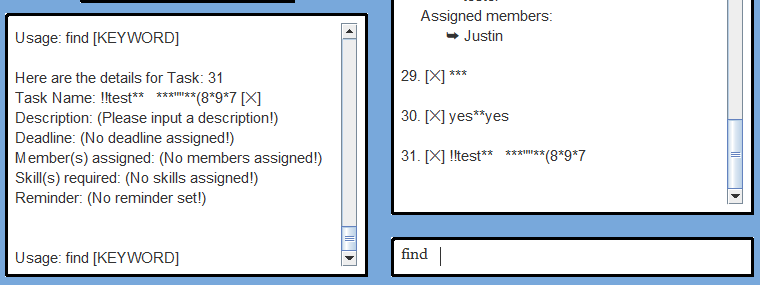 Usage: find [KEYWORD]
Here are the details for Task: 31
Task Name: !!test**   ***""**(8*9*7 [X]
Description: (Please input a description!)
Deadline: (No deadline assigned!)
Member(s) assigned: (No members assigned!)
Skill(s) required: (No skills assigned!)
Reminder: (No reminder set!)
Usage: find [KEYWORD]
Assigned members:
➥ Justin
29. [X] ***
30. [X] yes**yes
31. [X] !!test**   ***""**(8*9*7
find